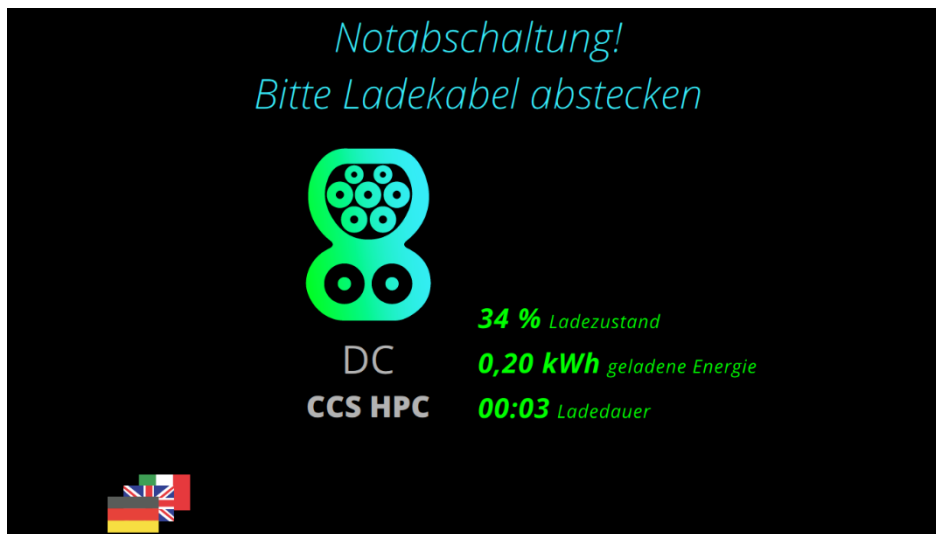 Notabschaltung!
Bitte Ladekabel abstecken
34 % Ladezustand
DC
0,20 kWh geladene Energie
CCS HPC
00:03 Ladedauer